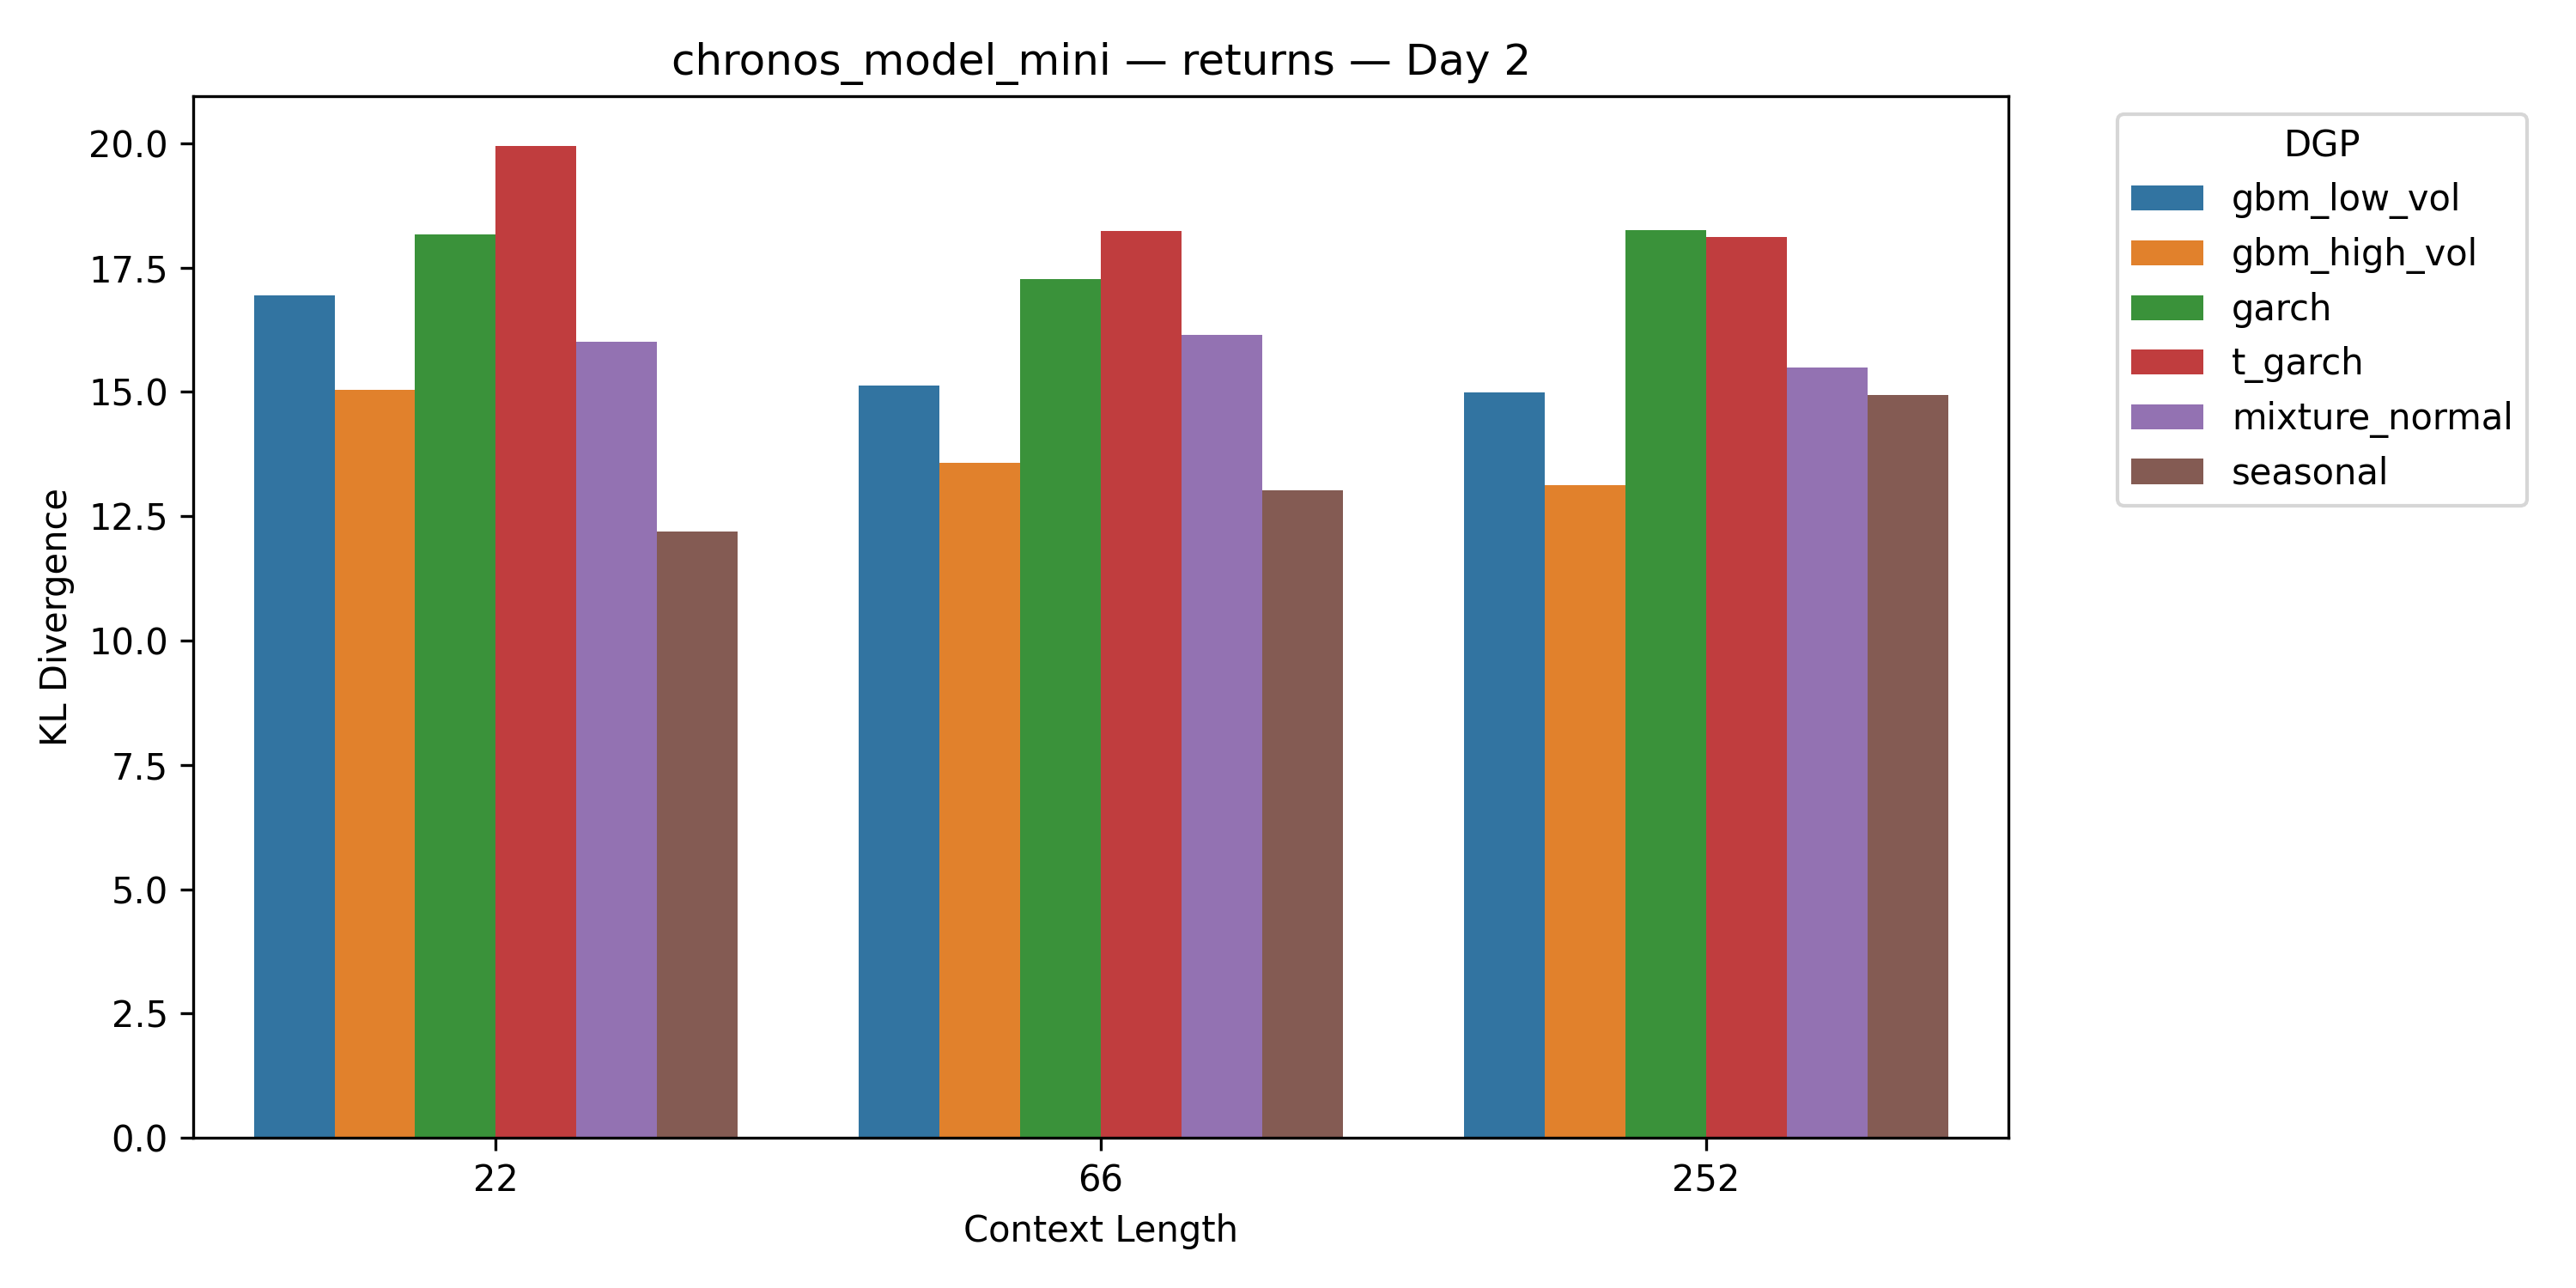 chronos_model_mini — returns — Day 2
KL Divergence
20.0
17.5
15.0
12.5
10.0
7.5
5.0
2.5
0.0
22
66
252
Context Length
DGP
gbm_low_vol
gbm_high_vol
garch
t_garch
mixture_normal
seasonal